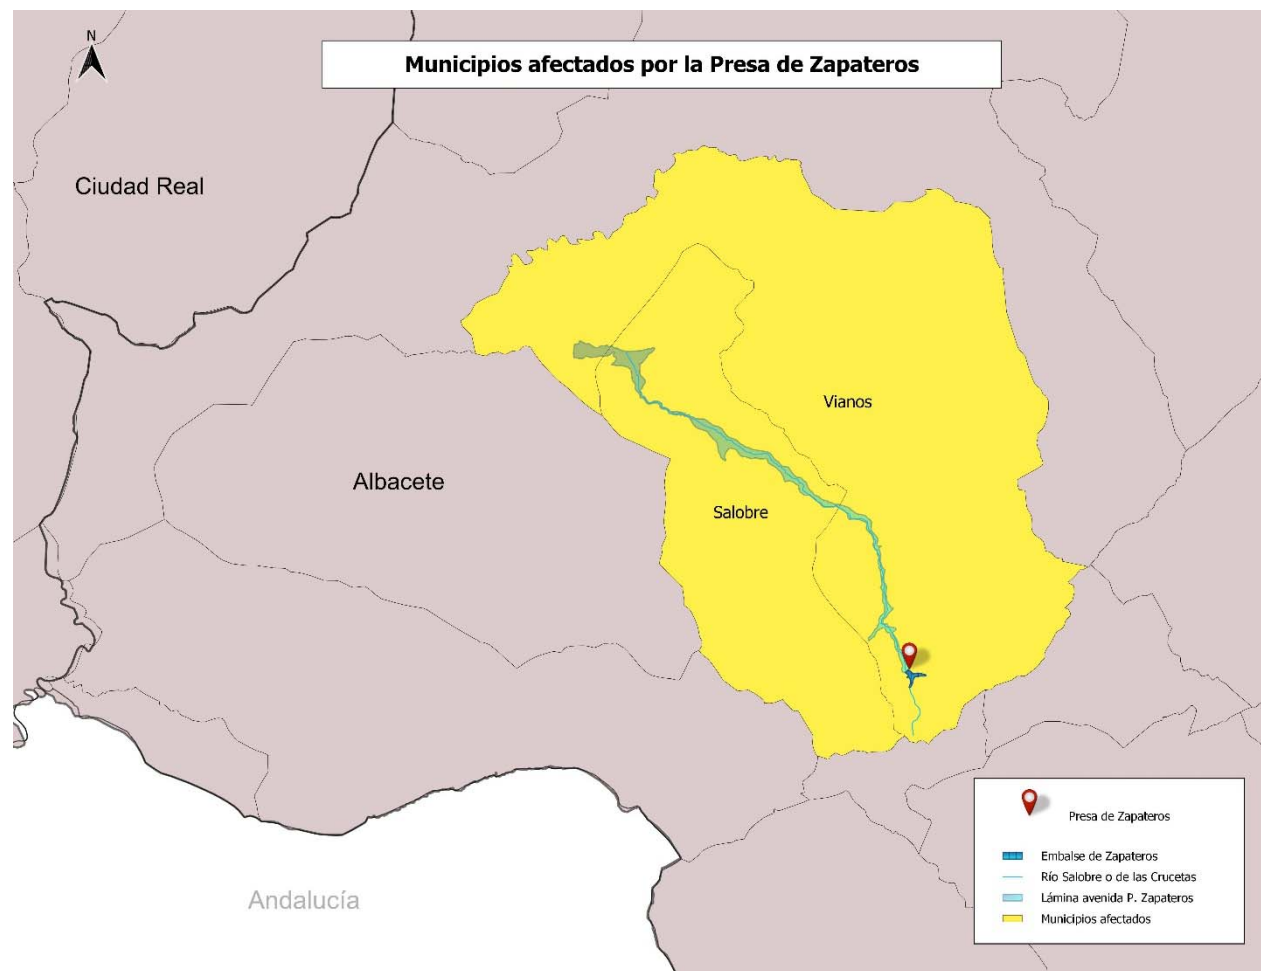 N
Municipios afectados por la Presa de Zapateros
Ciudad Real
Vianos
Albacete
Salobre
Andalucía
Presa de Zapateros
Embalse de Zapateros
Río Salobre o de las Crucetas
Lámina avenida P. Zapateros
Municipios afectados